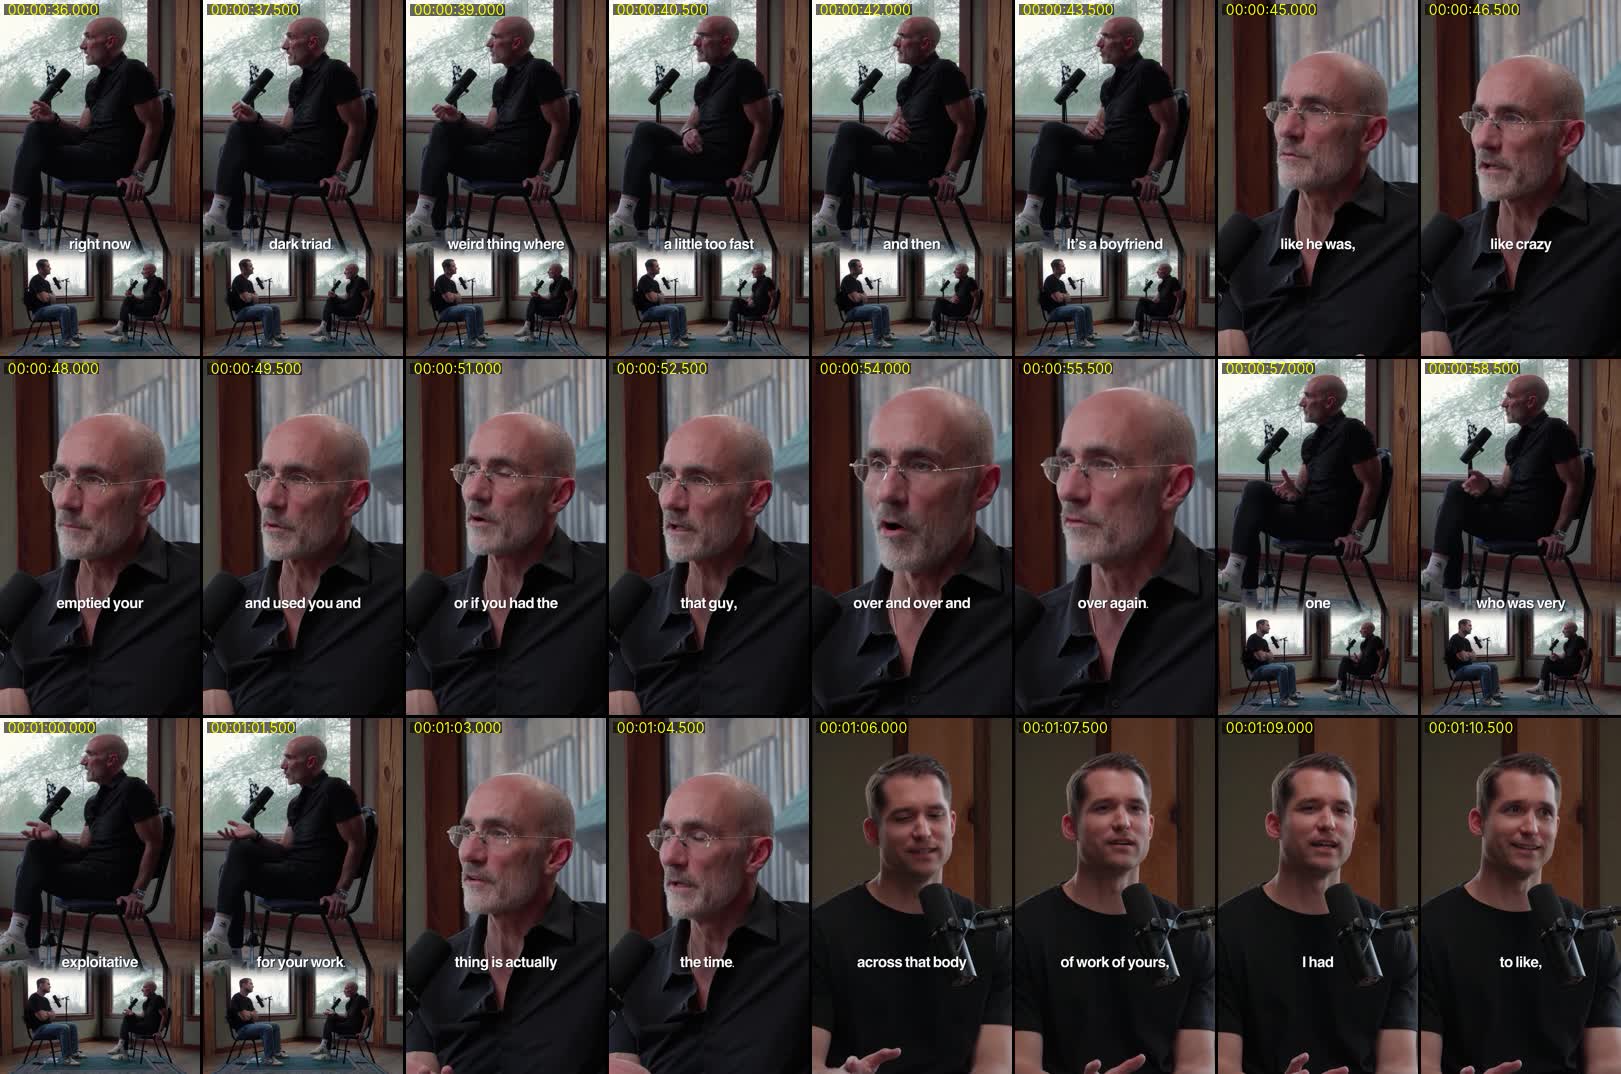 00:00:36.000
right now
00:00:37.500
dark triad
00:00:39.000
weird thing where
00:00:40.500
a little too fast
00:00:42.000
and then
00:00:43.500
It's a boyfriend
00:00:45.000
like he was,
00:00:46.500
like crazy
00:00:48.000
emptied your
00:00:49.500
and used you and
00:00:51.000
or if you had the
00:00:52.500
that guy,
00:00:54.000
over and over and
00:00:55.500
over again.
00:00:57.000
one
00:00:58.500
who was very
00:01:00.000
exploitative
00:01:01.500
for your work.
00:01:03.000
thing is actually
00:01:04.500
the time.
00:01:06.000
across that body
00:01:07.500
of work of yours,
00:01:09.000
I had
00:01:10.500
to like,